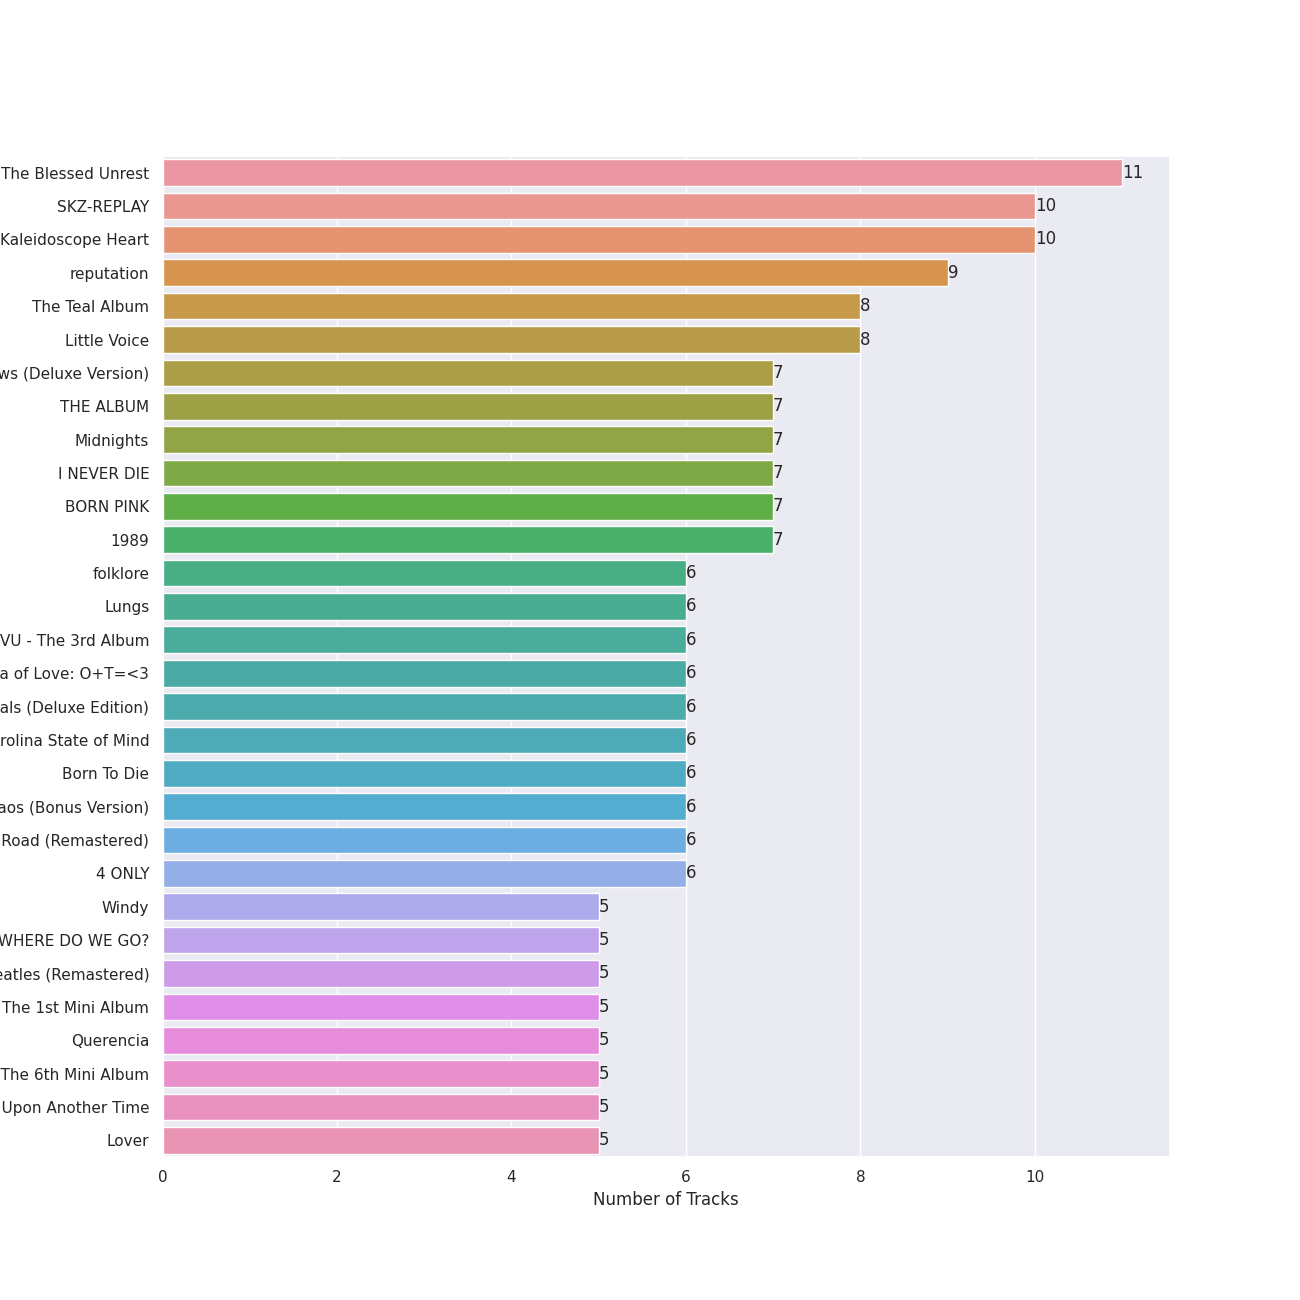 The Blessed Unrest 11
SKZ-REPLAY 10
Kaleidoscope Heart 10
reputation 9
The Teal Album 8
Little Voice 8
(Deluxe Version) 7
THE ALBUM 7
Midnights 7
I NEVER DIE 7
BORN PINK 7
1989 7
folklore 6
Lungs 6
VU - The 3rd Album 6
of Love: O+T=<3 6
(Deluxe Edition) 6
State of Mind 6
Born To Die 6
(Bonus Version) 6
Road (Remastered) 6
4 ONLY 6
Windy 5
WHERE DO WE GO? 5
(Remastered) 5
The 1st Mini Album 5
Querencia 5
The 6th Mini Album 5
Upon Another Time 5
Lover 5
0 2 4 6 8 10
Number of Tracks